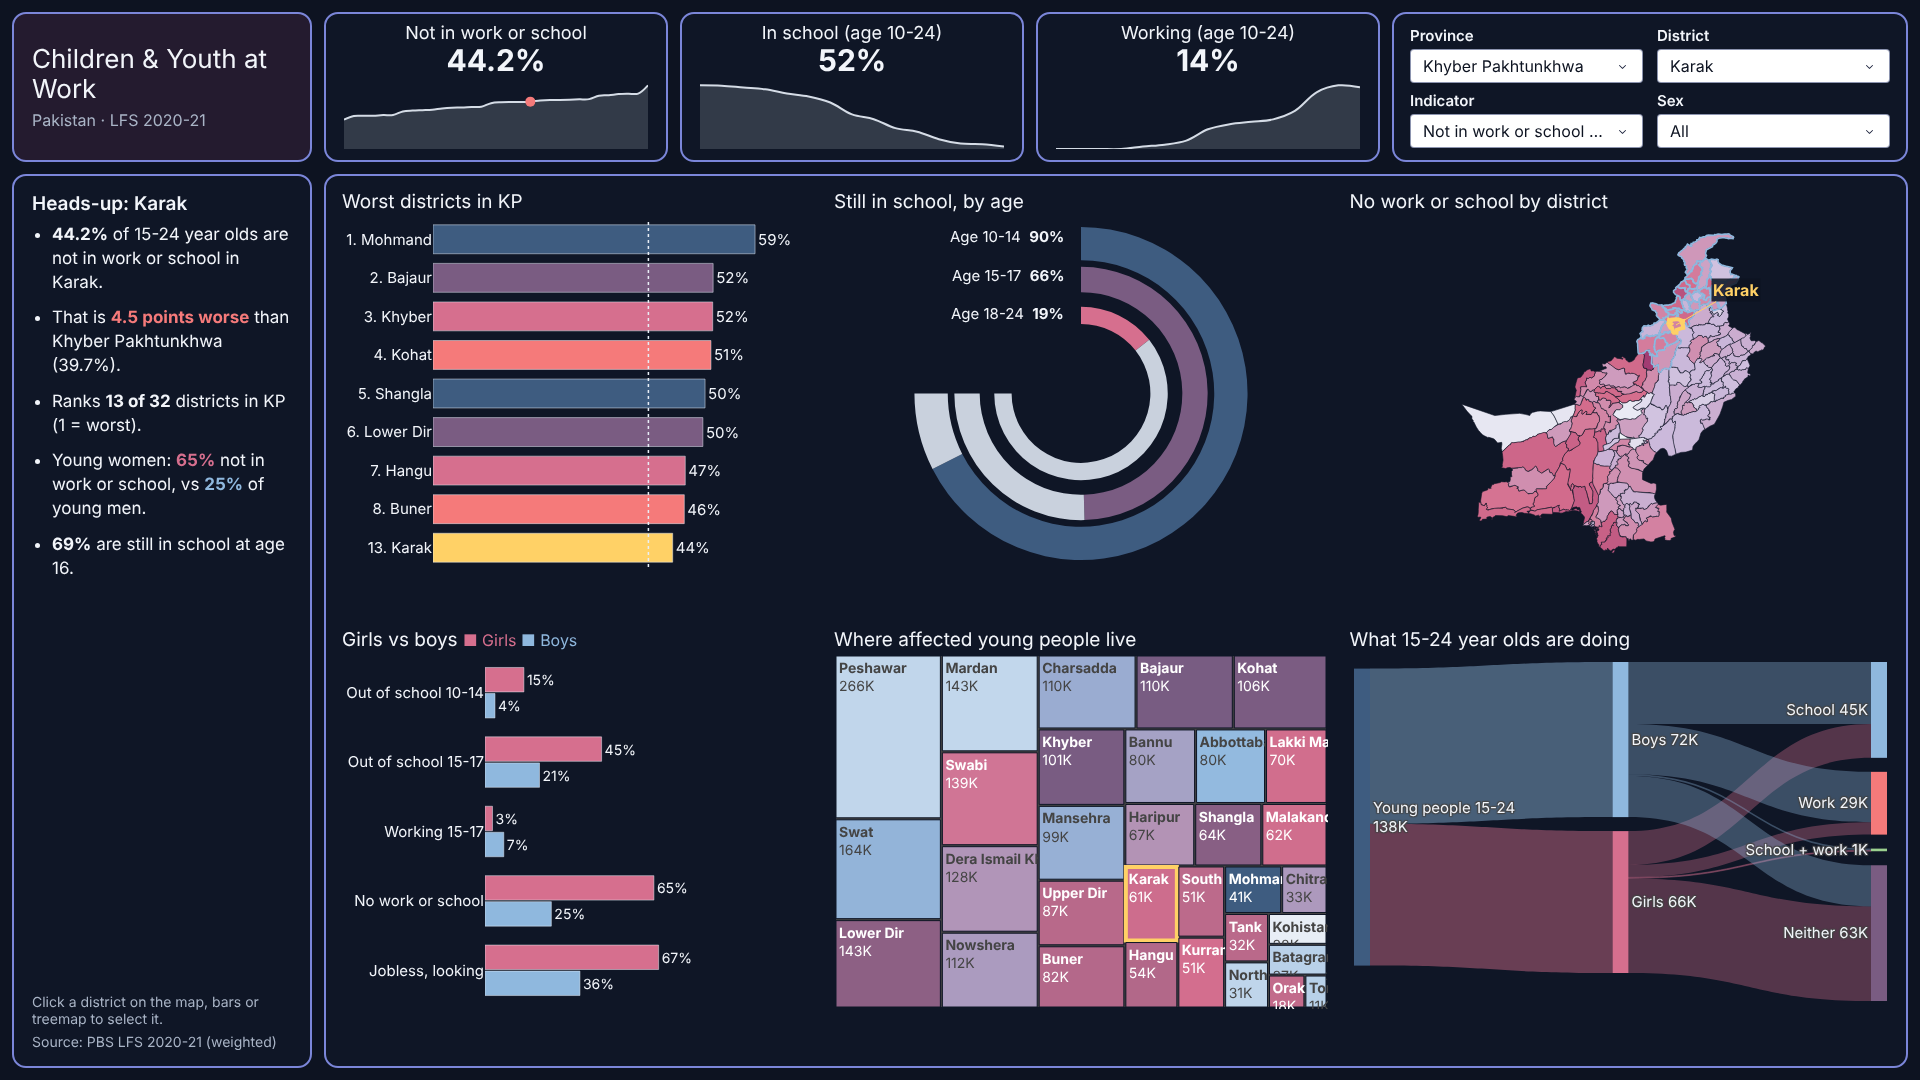 Children & Youth at
Work
Pakistan · LFS 2020-21
Not in work or school
44.2%
In school (age 10-24)
52%
Working (age 10-24)
14%
Province
Khyber Pakhtunkhwa
District
Karak
Indicator
Not in work or school ...
Sex
All
Heads-up: Karak
• 44.2% of 15-24 year olds are
not in work or school in
Karak.
• That is 4.5 points worse than
Khyber Pakhtunkhwa
(39.7%).
• Ranks 13 of 32 districts in KP
(1 = worst).
• Young women: 65% not in
work or school, vs 25% of
young men.
• 69% are still in school at age
16.
Click a district on the map, bars or
treemap to select it.
Source: PBS LFS 2020-21 (weighted)
Worst districts in KP
1. Mohmand 59%
2. Bajaur 52%
3. Khyber 52%
4. Kohat 51%
5. Shangla 50%
6. Lower Dir 50%
7. Hangu 47%
8. Buner 46%
13. Karak 44%
Still in school, by age
Age 10-14 90%
Age 15-17 66%
Age 18-24 19%
No work or school by district
Karak
Girls vs boys Girls Boys
Out of school 10-14 15% 4%
Out of school 15-17 45% 21%
Working 15-17 3% 7%
No work or school 65% 25%
Jobless, looking 67% 36%
Where affected young people live
Peshawar
266K
Swat
164K
Lower Dir
143K
Mardan
143K
Swabi
139K
Dera Ismail K
128K
Nowshera
112K
Charsadda
110K
Bajaur
110K
Kohat
106K
Khyber
101K
Mansehra
99K
Upper Dir
87K
Buner
82K
Bannu
80K
Abbottab
80K
Lakki Ma
70K
Haripur
67K
Shangla
64K
Malakand
62K
Karak
61K
Hangu
54K
South
51K
Kurran
51K
Mohma
41K
Chitra
33K
Tank
32K
North
31K
Kohista
Batagra
Orak
18K
To
11K
What 15-24 year olds are doing
Young people 15-24
138K
Boys 72K
Girls 66K
School 45K
Work 29K
School + work 1K
Neither 63K